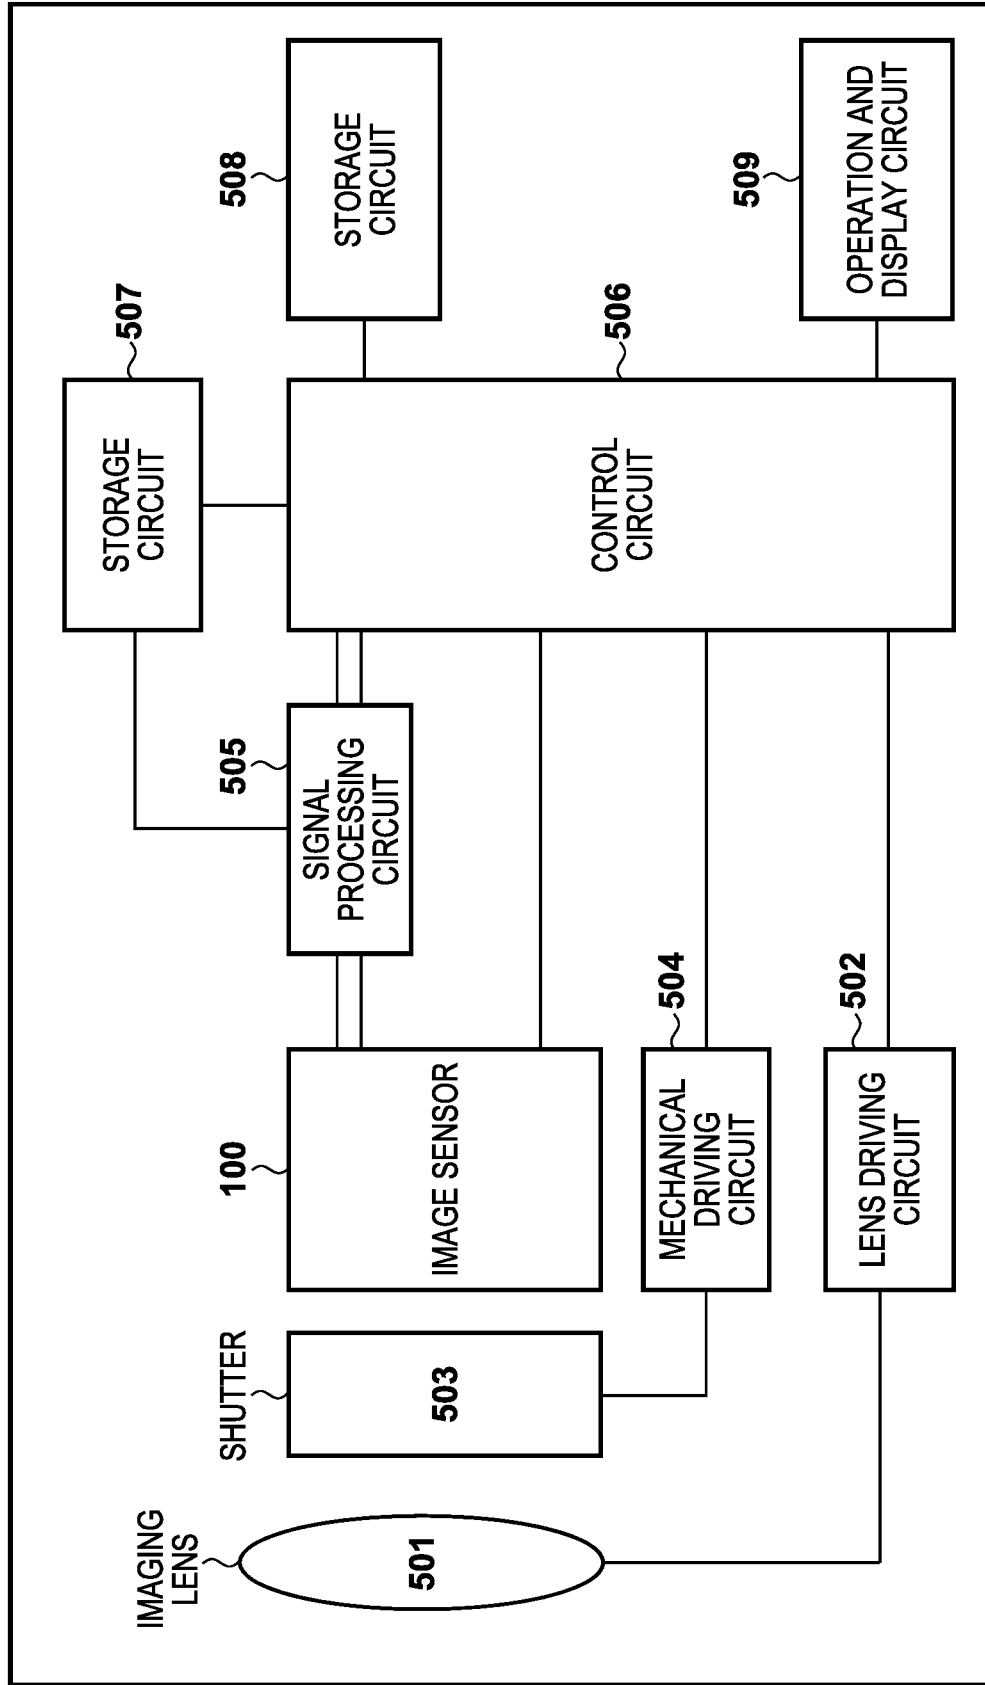 IMAGING
LENS
501
SHUTTER
503
100
IMAGE SENSOR
504
MECHANICAL
DRIVING
CIRCUIT
502
LENS DRIVING
CIRCUIT
505
SIGNAL
PROCESSING
CIRCUIT
507
STORAGE
CIRCUIT
506
CONTROL
CIRCUIT
508
STORAGE
CIRCUIT
509
OPERATION AND
DISPLAY CIRCUIT